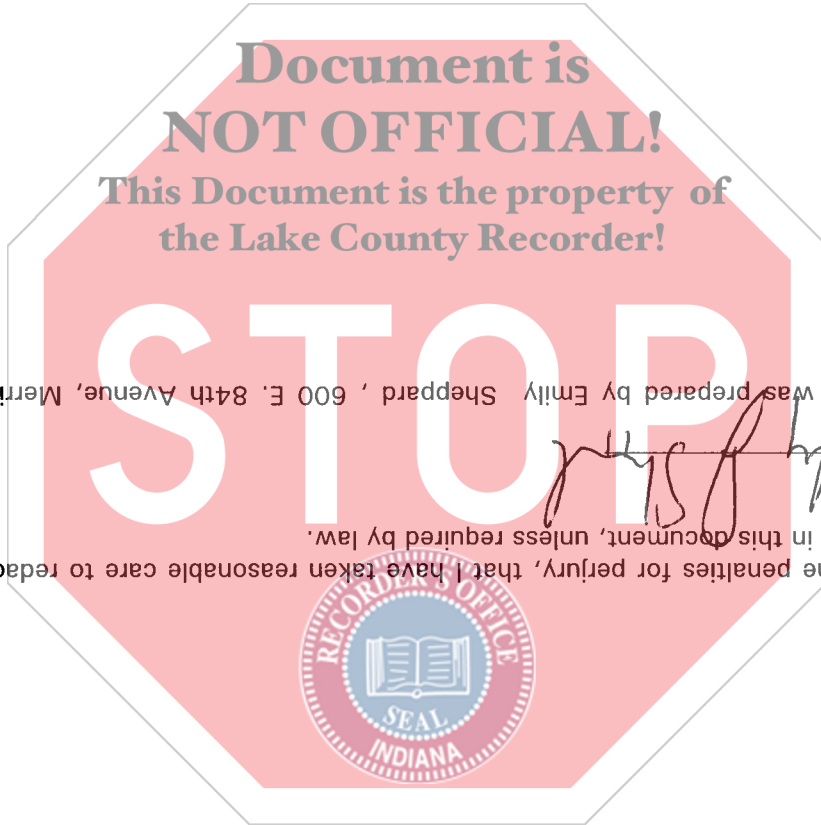 Document is
NOT OFFICIAL!
This Document is the property of
the Lake County Recorder!
STOP
was prepared by Emily Sheppard , 600 E. 84th Avenue,
in this document, unless required by law.
penalties for perjury, that I have taken reasonable care to
RECORDER'S OFFICE
SEAL
INDIANA